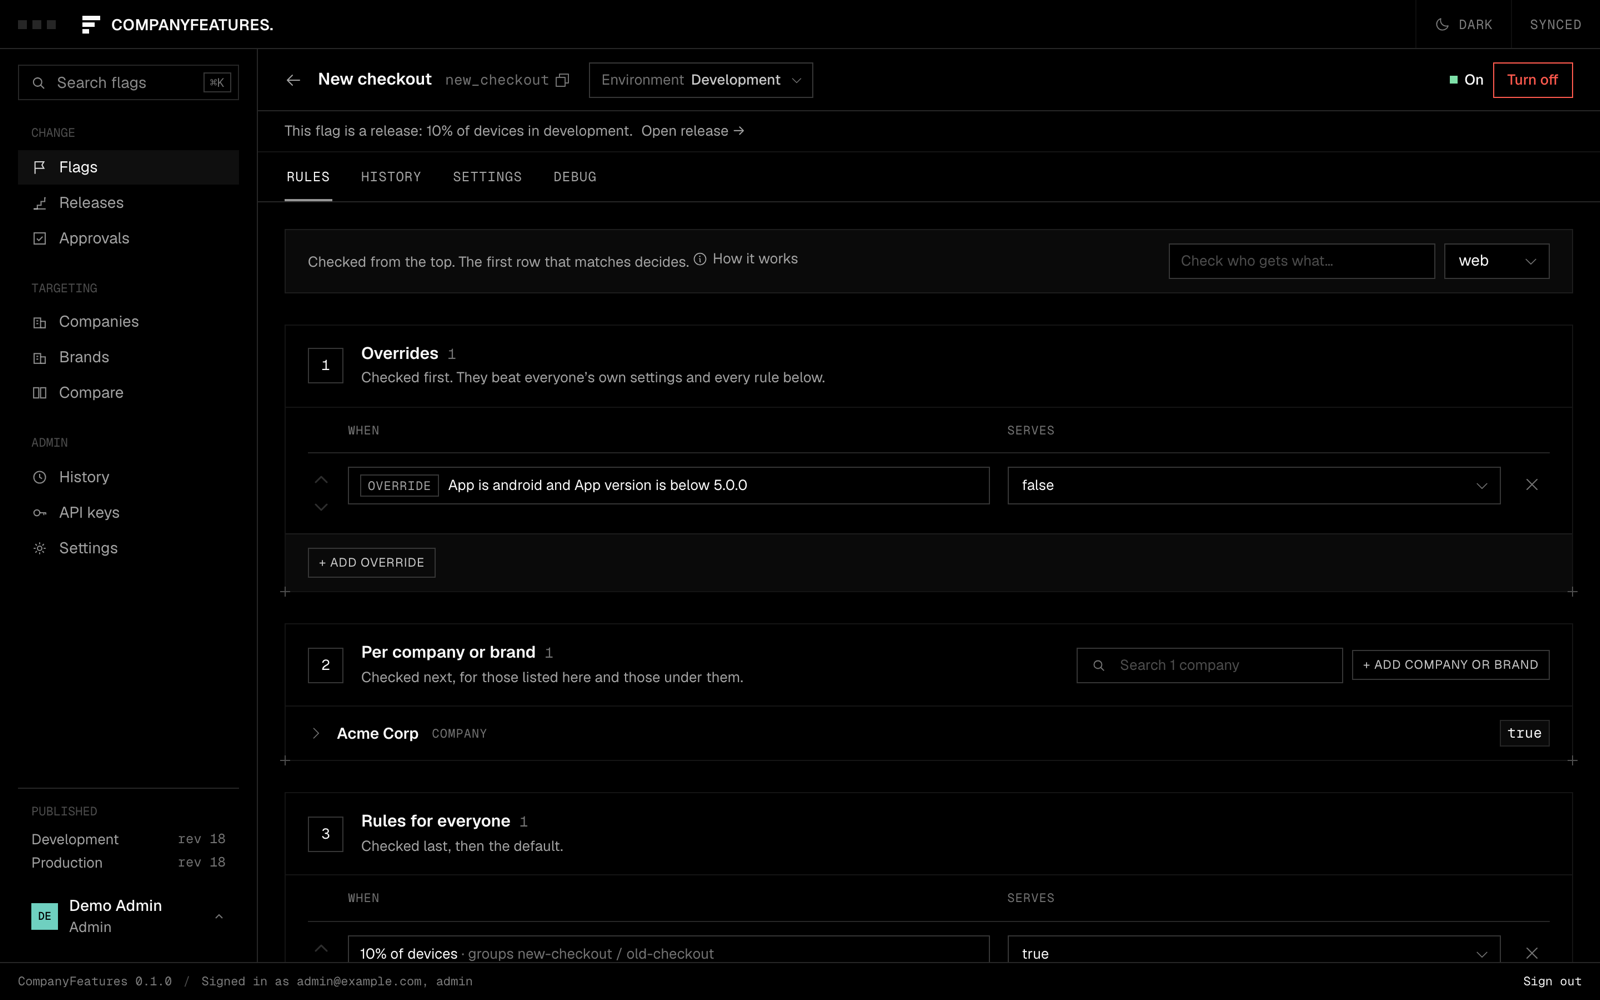 COMPANYFEATURES.
DARK
SYNCED
Search flags ⌘K
CHANGE
Flags
Releases
Approvals
TARGETING
Companies
Brands
Compare
ADMIN
History
API keys
Settings
PUBLISHED
Development rev 18
Production rev 18
DE
Demo Admin
Admin
New checkout new_checkout Environment Development
On Turn off
This flag is a release: 10% of devices in development. Open release →
RULES HISTORY SETTINGS DEBUG
Checked from the top. The first row that matches decides. How it works
Check who gets what…
web
1
Overrides 1
Checked first. They beat everyone’s own settings and every rule below.
WHEN SERVES
OVERRIDE App is android and App version is below 5.0.0
false
+ ADD OVERRIDE
2
Per company or brand 1
Checked next, for those listed here and those under them.
Search 1 company
+ ADD COMPANY OR BRAND
Acme Corp COMPANY
true
3
Rules for everyone 1
Checked last, then the default.
WHEN SERVES
10% of devices · groups new-checkout / old-checkout
true
CompanyFeatures 0.1.0 / Signed in as admin@example.com, admin
Sign out